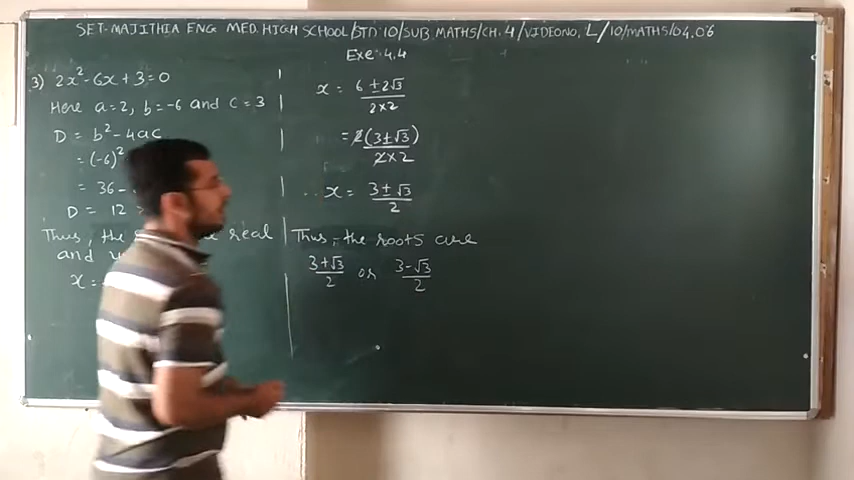 SET-MAJITHIA ENG MED. HIGH SCHOOL/STD:10/SUB. MATHS/CH. 4/VIDEONO, L/10/MATHS/04.06
Exe: 4.4
3) 2x²-6x+3=0
Here a=2, b=-6 and c=3
D = b²-4ac
= (-6)²
= 36-
D = 12
Thus, the real
and
x =
x = (6±2√3)/(2×2)
= 2(3±√3)/(2×2)
x = (3±√3)/2
Thus, the roots are
(3+√3)/2 or (3-√3)/2